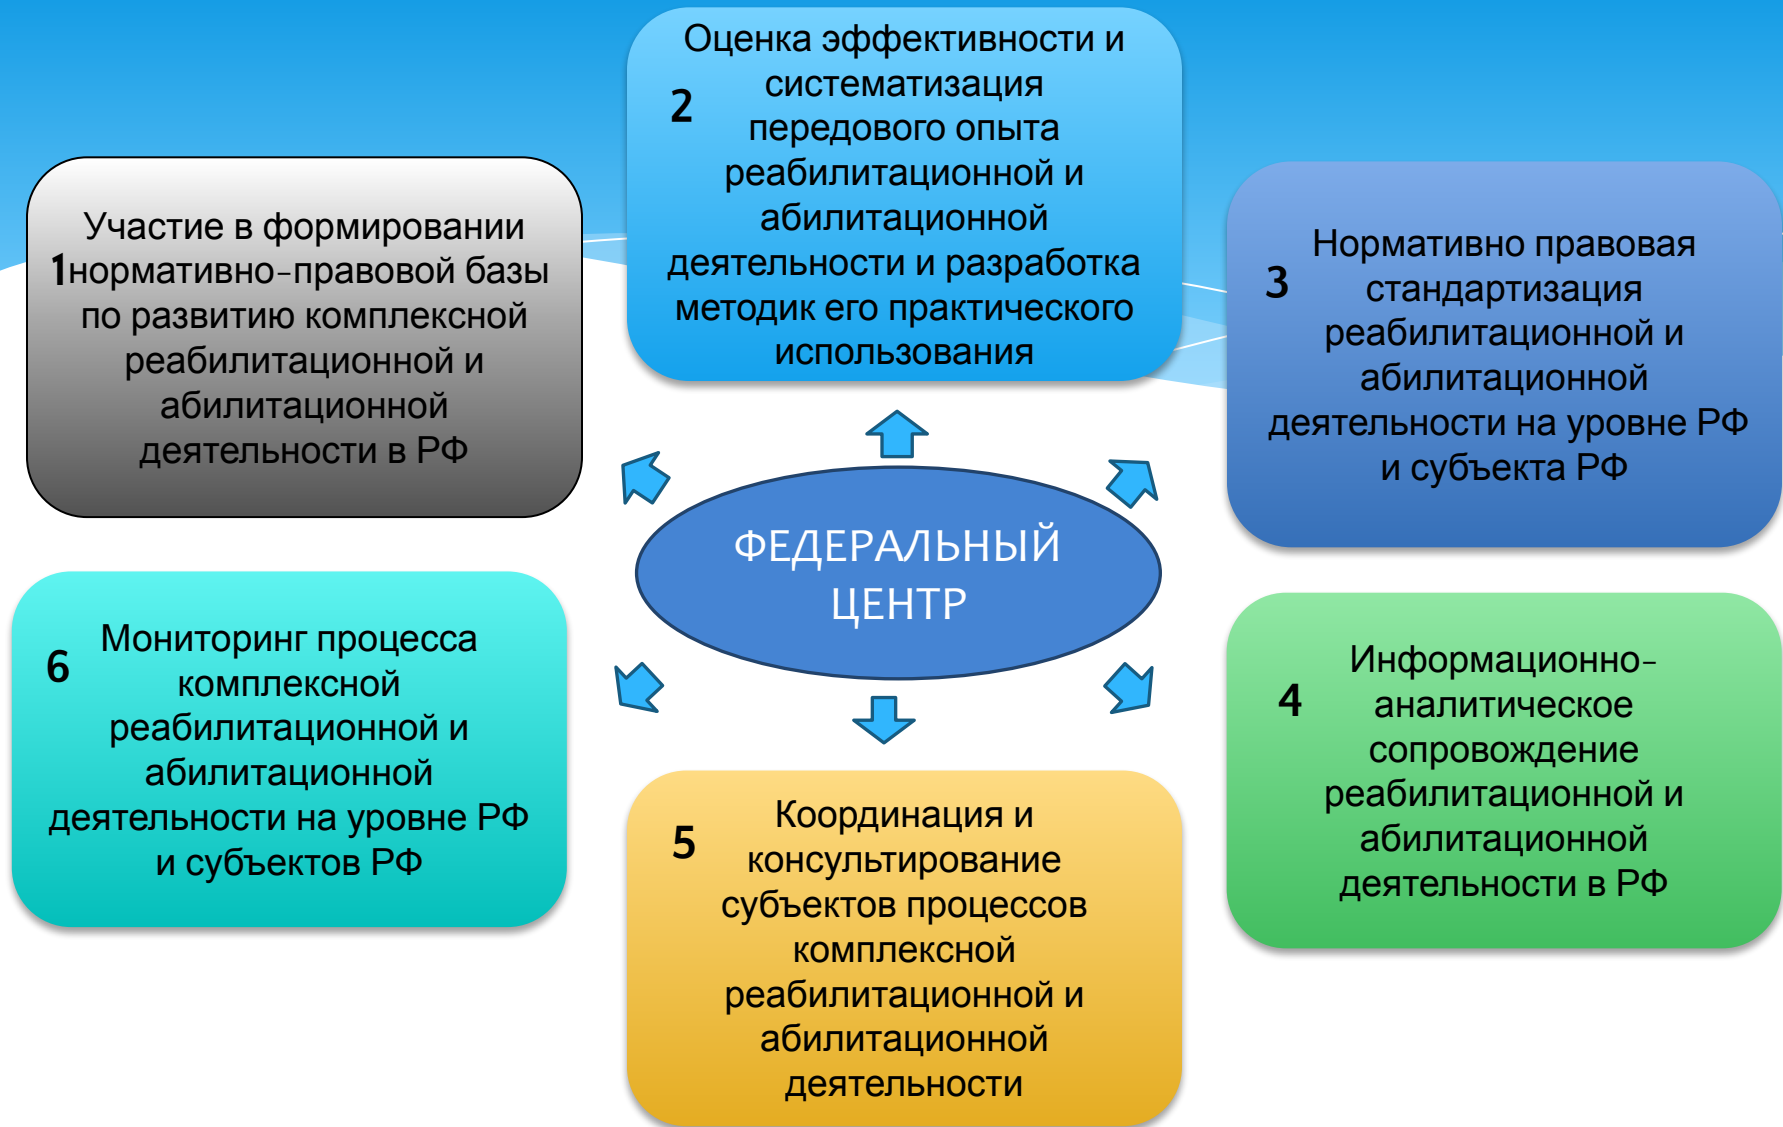 1
Участие в формировании
нормативно-правовой базы
по развитию комплексной
реабилитационной и
абилитационной
деятельности в РФ
2
Оценка эффективности и
систематизация
передового опыта
реабилитационной и
абилитационной
деятельности и разработка
методик его практического
использования
3
Нормативно правовая
стандартизация
реабилитационной и
абилитационной
деятельности на уровне РФ
и субъекта РФ
ФЕДЕРАЛЬНЫЙ
ЦЕНТР
4
Информационно-
аналитическое
сопровождение
реабилитационной и
абилитационной
деятельности в РФ
5
Координация и
консультирование
субъектов процессов
комплексной
реабилитационной и
абилитационной
деятельности
6
Мониторинг процесса
комплексной
реабилитационной и
абилитационной
деятельности на уровне РФ
и субъектов РФ